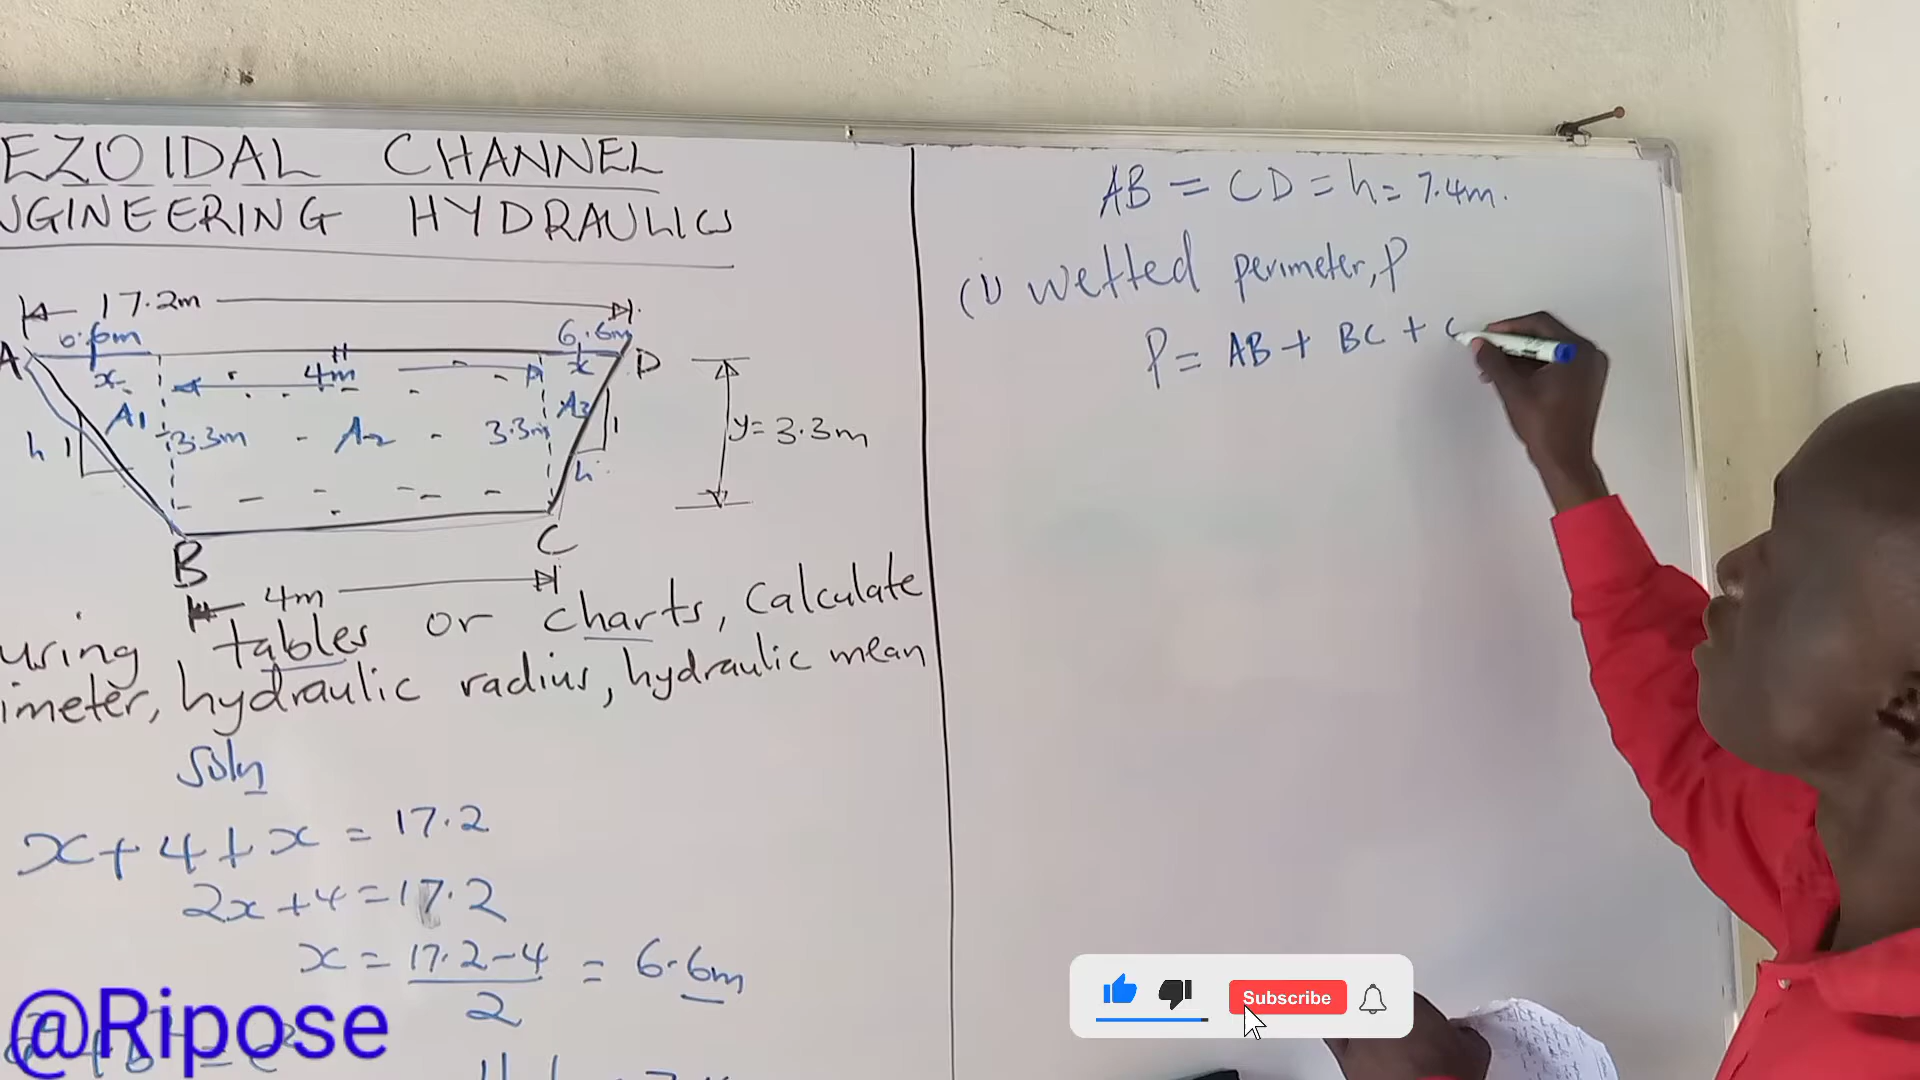 EZOIDAL CHANNEL
NGINEERING HYDRAULICS
17.2m
6.6m
6.6m
A
x
4m
x
D
A1
A2
A3
h 1
3.3m
3.3m
1
h
y = 3.3m
B
C
4m
using tables or charts, Calculate
imeter, hydraulic radius, hydraulic mean
Soln
x + 4 + x = 17.2
2x + 4 = 17.2
x = 17.2 - 4 = 6.6m
2
@Ripose
AB = CD = h = 7.4m.
(i) wetted perimeter, P
P = AB + BC + C
Subscribe